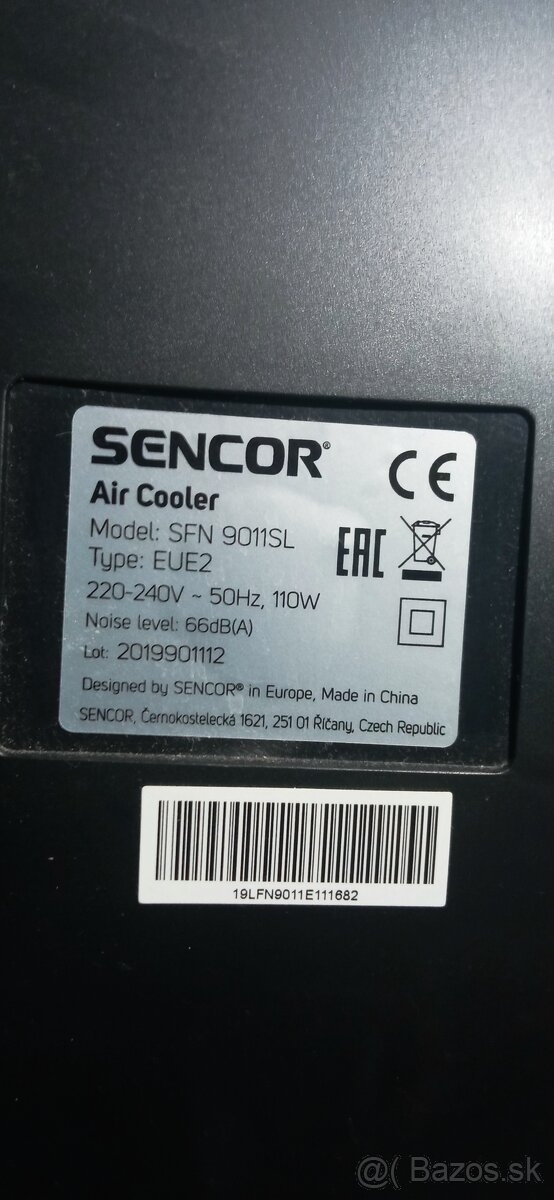 SENCOR®
Air Cooler
Model: SFN 9011SL
Type: EUE2
220-240V ~ 50Hz, 110W
Noise level: 66dB(A)
Lot: 2019901112
Designed by SENCOR® in Europe, Made in China
SENCOR, Černokostelecká 1621, 251 01 Říčany, Czech Republic
CE
EAC
19LFN9011E111682
@( Bazos.sk